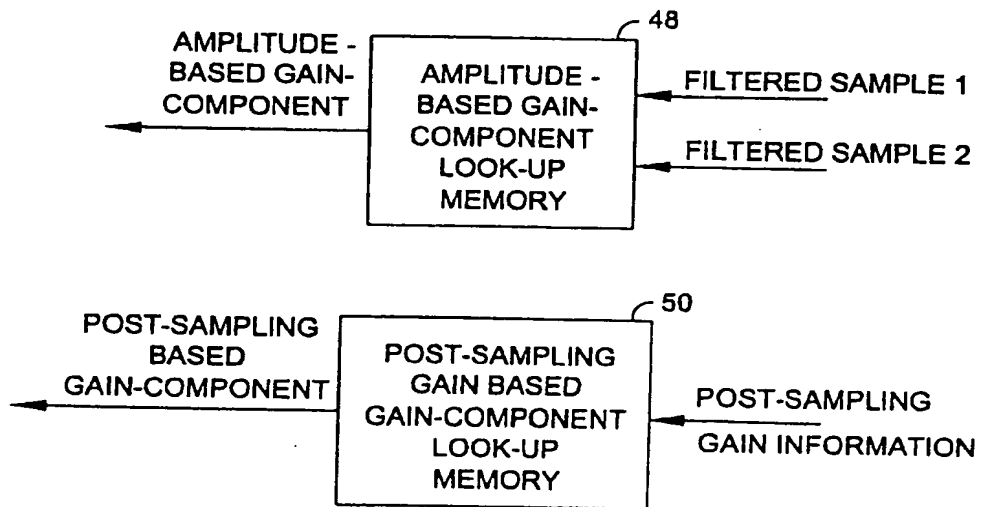 48
AMPLITUDE -
BASED GAIN-
COMPONENT
AMPLITUDE -
BASED GAIN-
COMPONENT
LOOK-UP
MEMORY
FILTERED SAMPLE 1
FILTERED SAMPLE 2
50
POST-SAMPLING
BASED
GAIN-COMPONENT
POST-SAMPLING
GAIN BASED
GAIN-COMPONENT
LOOK-UP
MEMORY
POST-SAMPLING
GAIN INFORMATION